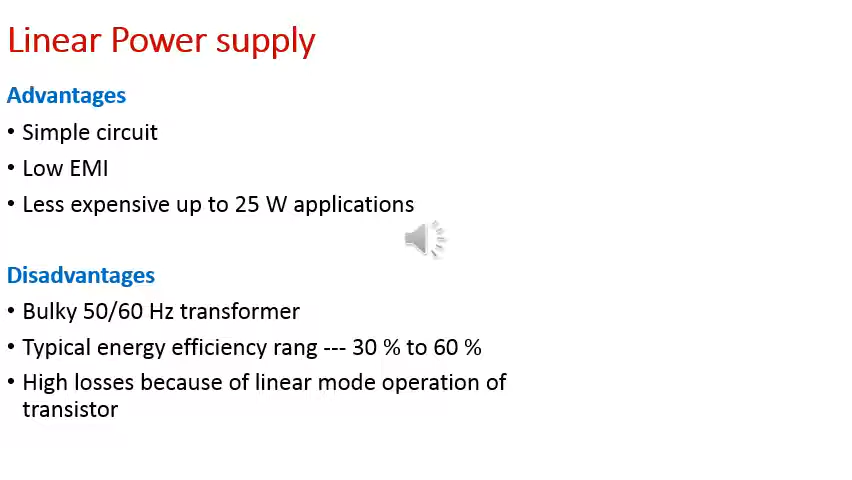 Linear Power supply
Advantages
• Simple circuit
• Low EMI
• Less expensive up to 25 W applications
Disadvantages
• Bulky 50/60 Hz transformer
• Typical energy efficiency rang --- 30 % to 60 %
• High losses because of linear mode operation of
transistor